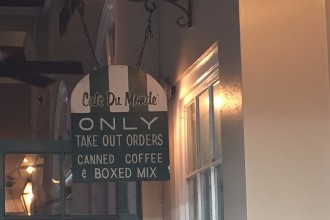 Cafe Du Monde
ONLY
TAKE OUT ORDERS
CANNED COFFEE
& BOXED MIX